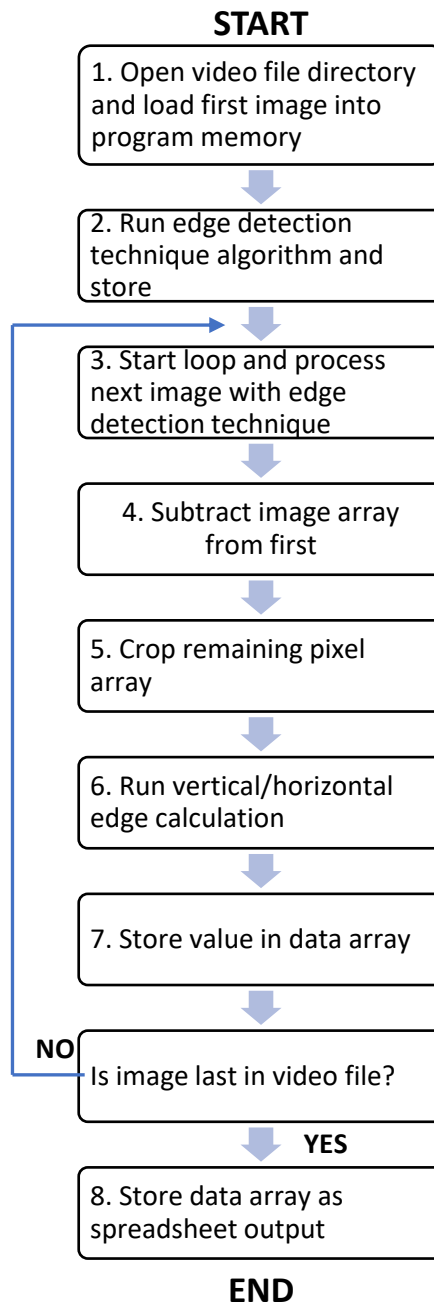 START
1. Open video file directory
and load first image into
program memory
2. Run edge detection
technique algorithm and
store
3. Start loop and process
next image with edge
detection technique
4. Subtract image array
from first
5. Crop remaining pixel
array
6. Run vertical/horizontal
edge calculation
7. Store value in data array
NO
Is image last in video file?
YES
8. Store data array as
spreadsheet output
END